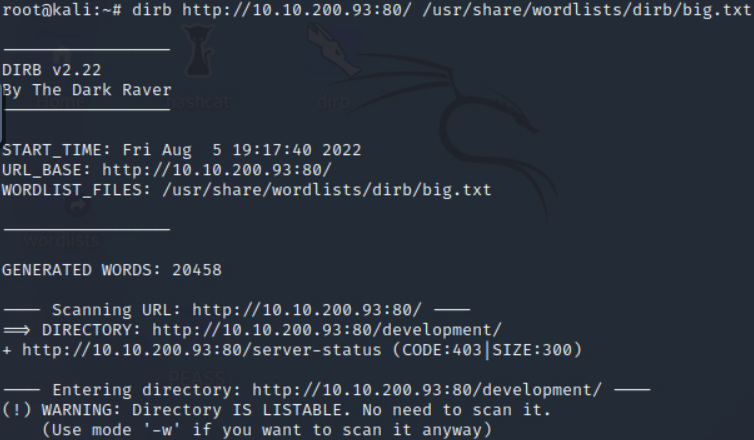 root@kali:~# dirb http://10.10.200.93:80/ /usr/share/wordlists/dirb/big.txt
DIRB v2.22
By The Dark Raver
dirb
START_TIME: Fri Aug  5 19:17:40 2022
URL_BASE: http://10.10.200.93:80/
WORDLIST_FILES: /usr/share/wordlists/dirb/big.txt
wordlists
GENERATED WORDS: 20458
---- Scanning URL: http://10.10.200.93:80/ ----
==> DIRECTORY: http://10.10.200.93:80/development/
+ http://10.10.200.93:80/server-status (CODE:403|SIZE:300)
---- Entering directory: http://10.10.200.93:80/development/ ----
(!) WARNING: Directory IS LISTABLE. No need to scan it.
    (Use mode '-w' if you want to scan it anyway)